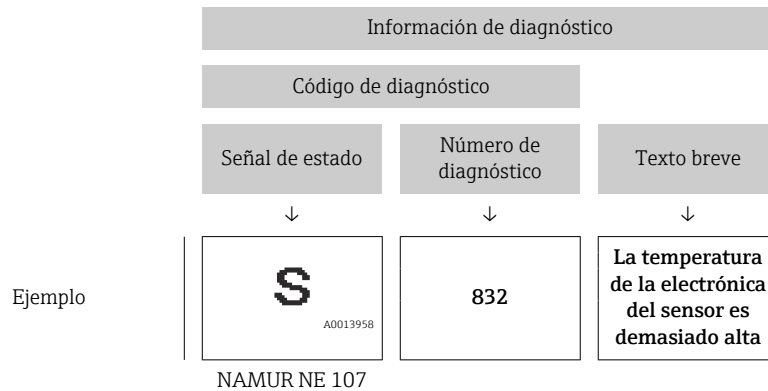 Información de diagnóstico
Código de diagnóstico
Señal de estado
Número de
diagnóstico
Texto breve
↓ ↓ ↓
Ejemplo
S
A0013958
832
La temperatura
de la electrónica
del sensor es
demasiado alta
NAMUR NE 107